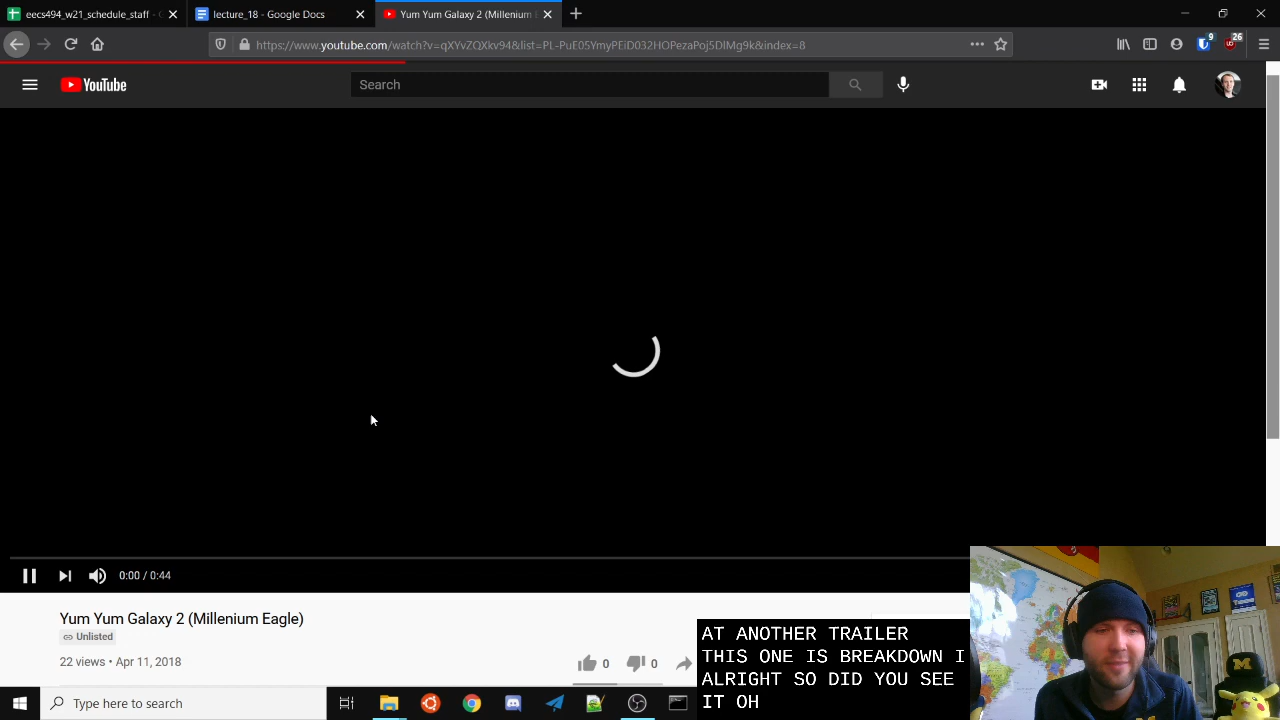 eecs494_w21_schedule_staff - G
lecture_18 - Google Docs
Yum Yum Galaxy 2 (Millenium E
https://www.youtube.com/watch?v=qXYvZQXkv94&list=PL-PuE05YmyPEiD032HOPezaPoj5DlMg9k&index=8
9
26
YouTube
Search
0:00 / 0:44
Yum Yum Galaxy 2 (Millenium Eagle)
Unlisted
22 views • Apr 11, 2018
0
0
AT ANOTHER TRAILER
THIS ONE IS BREAKDOWN I
ALRIGHT SO DID YOU SEE
IT OH
M
Type here to search